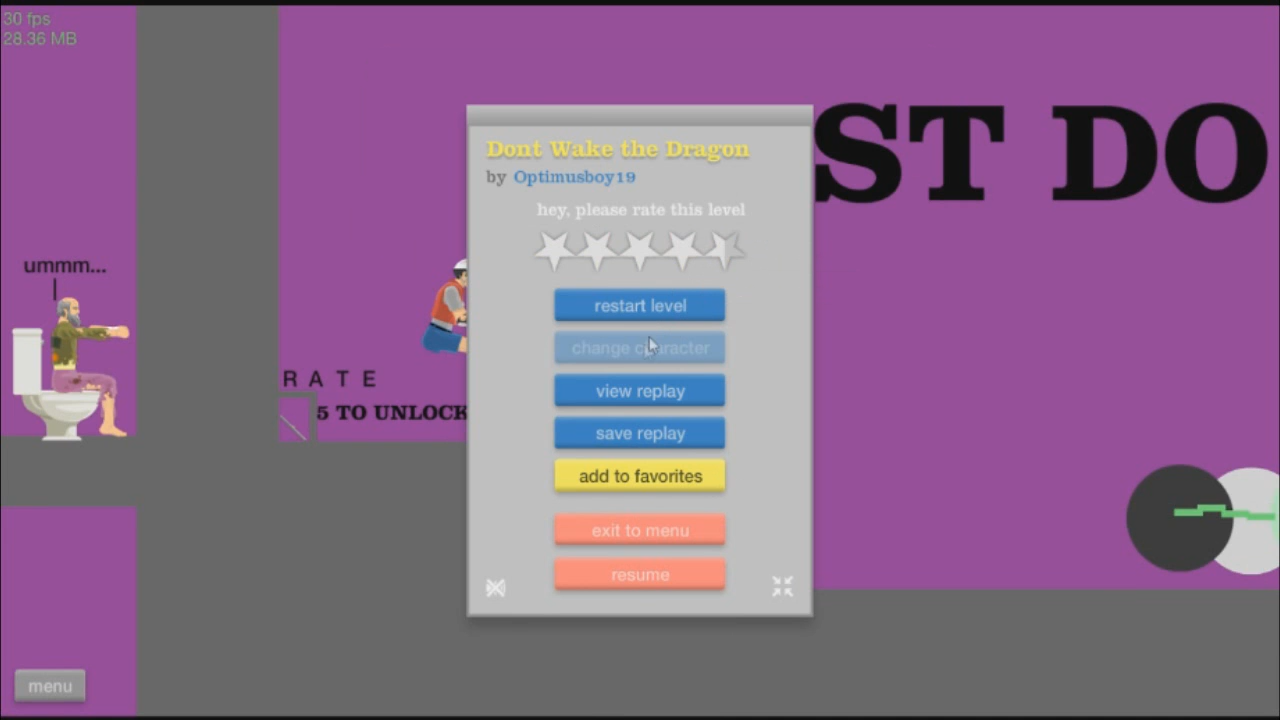 30 fps
28.36 MB
ST DO
Dont Wake the Dragon
by Optimusboy19
hey, please rate this level
ummm...
restart level
change character
R A T E
view replay
5 TO UNLOCK
save replay
add to favorites
exit to menu
resume
menu